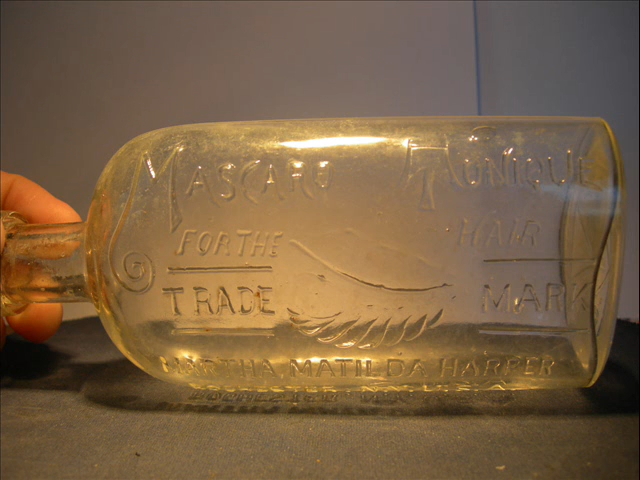 MASCARO TONIQUE
FOR THE HAIR
TRADE MARK
MARTHA MATILDA HARPER